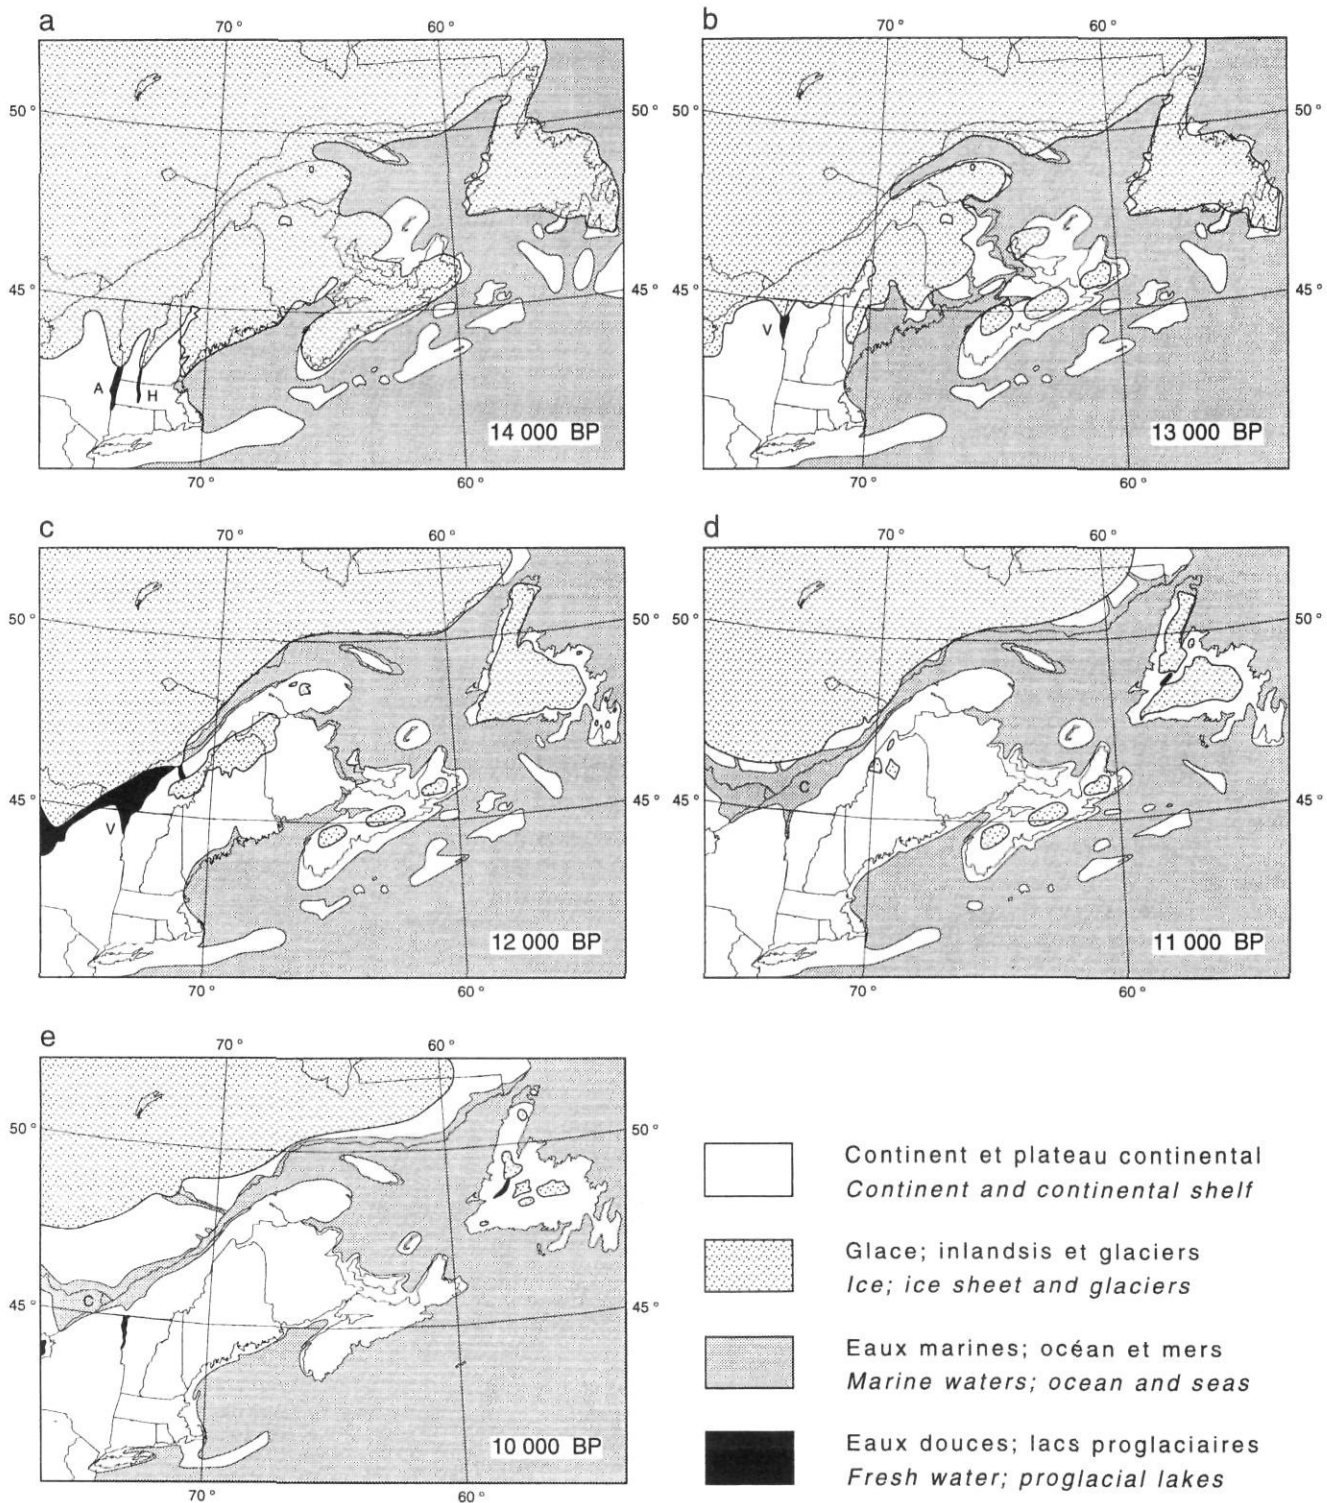 a
70 °
60 °
50 °
45 °
A
H
14 000 BP
70 °
60 °
b
70 °
60 °
50 °
50 °
45 °
45 °
V
13 000 BP
70 °
60 °
c
70 °
60 °
50 °
45 °
V
12 000 BP
70 °
60 °
d
70 °
60 °
50 °
50 °
45 °
45 °
C
11 000 BP
70 °
60 °
e
70 °
60 °
50 °
50 °
45 °
45 °
C
10 000 BP
70 °
60 °
Continent et plateau continental
Continent and continental shelf
Glace; inlandsis et glaciers
Ice; ice sheet and glaciers
Eaux marines; océan et mers
Marine waters; ocean and seas
Eaux douces; lacs proglaciaires
Fresh water; proglacial lakes